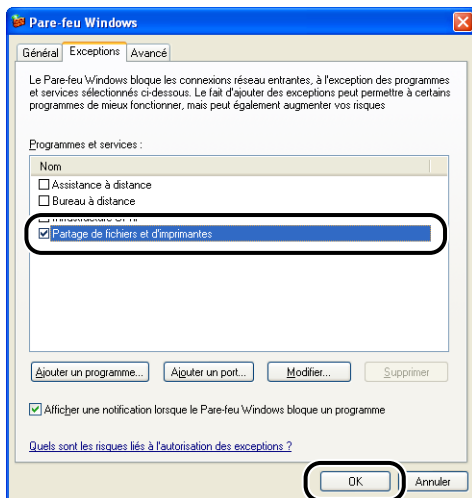 Pare-feu Windows
Général Exceptions Avancé
Le Pare-feu Windows bloque les connexions réseau entrantes, à l'exception des programmes
et services sélectionnés ci-dessous. Le fait d'ajouter des exceptions peut permettre à certains
programmes de mieux fonctionner, mais peut également augmenter vos risques
Programmes et services :
Nom
Assistance à distance
Bureau à distance
Partage de fichiers et d'imprimantes
Ajouter un programme... Ajouter un port... Modifier... Supprimer
Afficher une notification lorsque le Pare-feu Windows bloque un programme
Quels sont les risques liés à l'autorisation des exceptions ?
OK Annuler